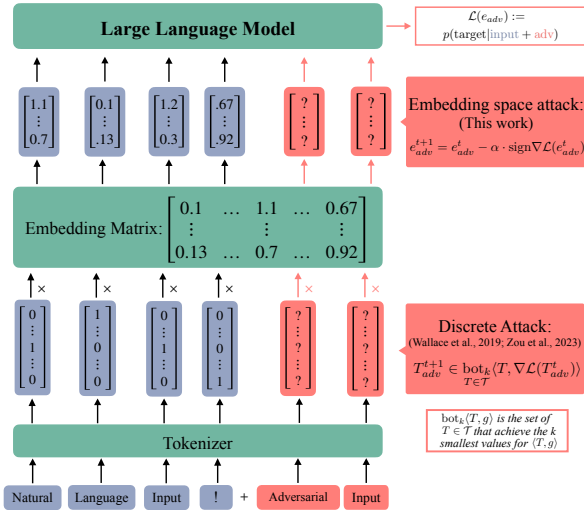 Large Language Model
ℒ(e_adv) :=
p(target|input + adv)
[1.1 ⋮ 0.7]
[0.1 ⋮ .13]
[1.2 ⋮ 0.3]
[.67 ⋮ .92]
[? ⋮ ?]
[? ⋮ ?]
Embedding space attack:
(This work)
e_adv^{t+1} = e_adv^t − α · sign∇ℒ(e_adv^t)
Embedding Matrix:
0.1 … 1.1 … 0.67
⋮ ⋮ ⋮
0.13 … 0.7 … 0.92
× × × × × ×
[0 ⋮ 1 ⋮ 0]
[1 ⋮ 0 ⋮ 0]
[0 ⋮ 1 ⋮ 0]
[0 ⋮ 1 ⋮ 0]
[? ⋮ ? ⋮ ?]
[? ⋮ ? ⋮ ?]
Discrete Attack:
(Wallace et al., 2019; Zou et al., 2023)
T_adv^{t+1} ∈ bot_k⟨T, ∇ℒ(T_adv^t)⟩
T∈𝒯
bot_k⟨T, g⟩ is the set of
T ∈ 𝒯 that achieve the k
smallest values for ⟨T, g⟩
Tokenizer
Natural Language Input ! + Adversarial Input